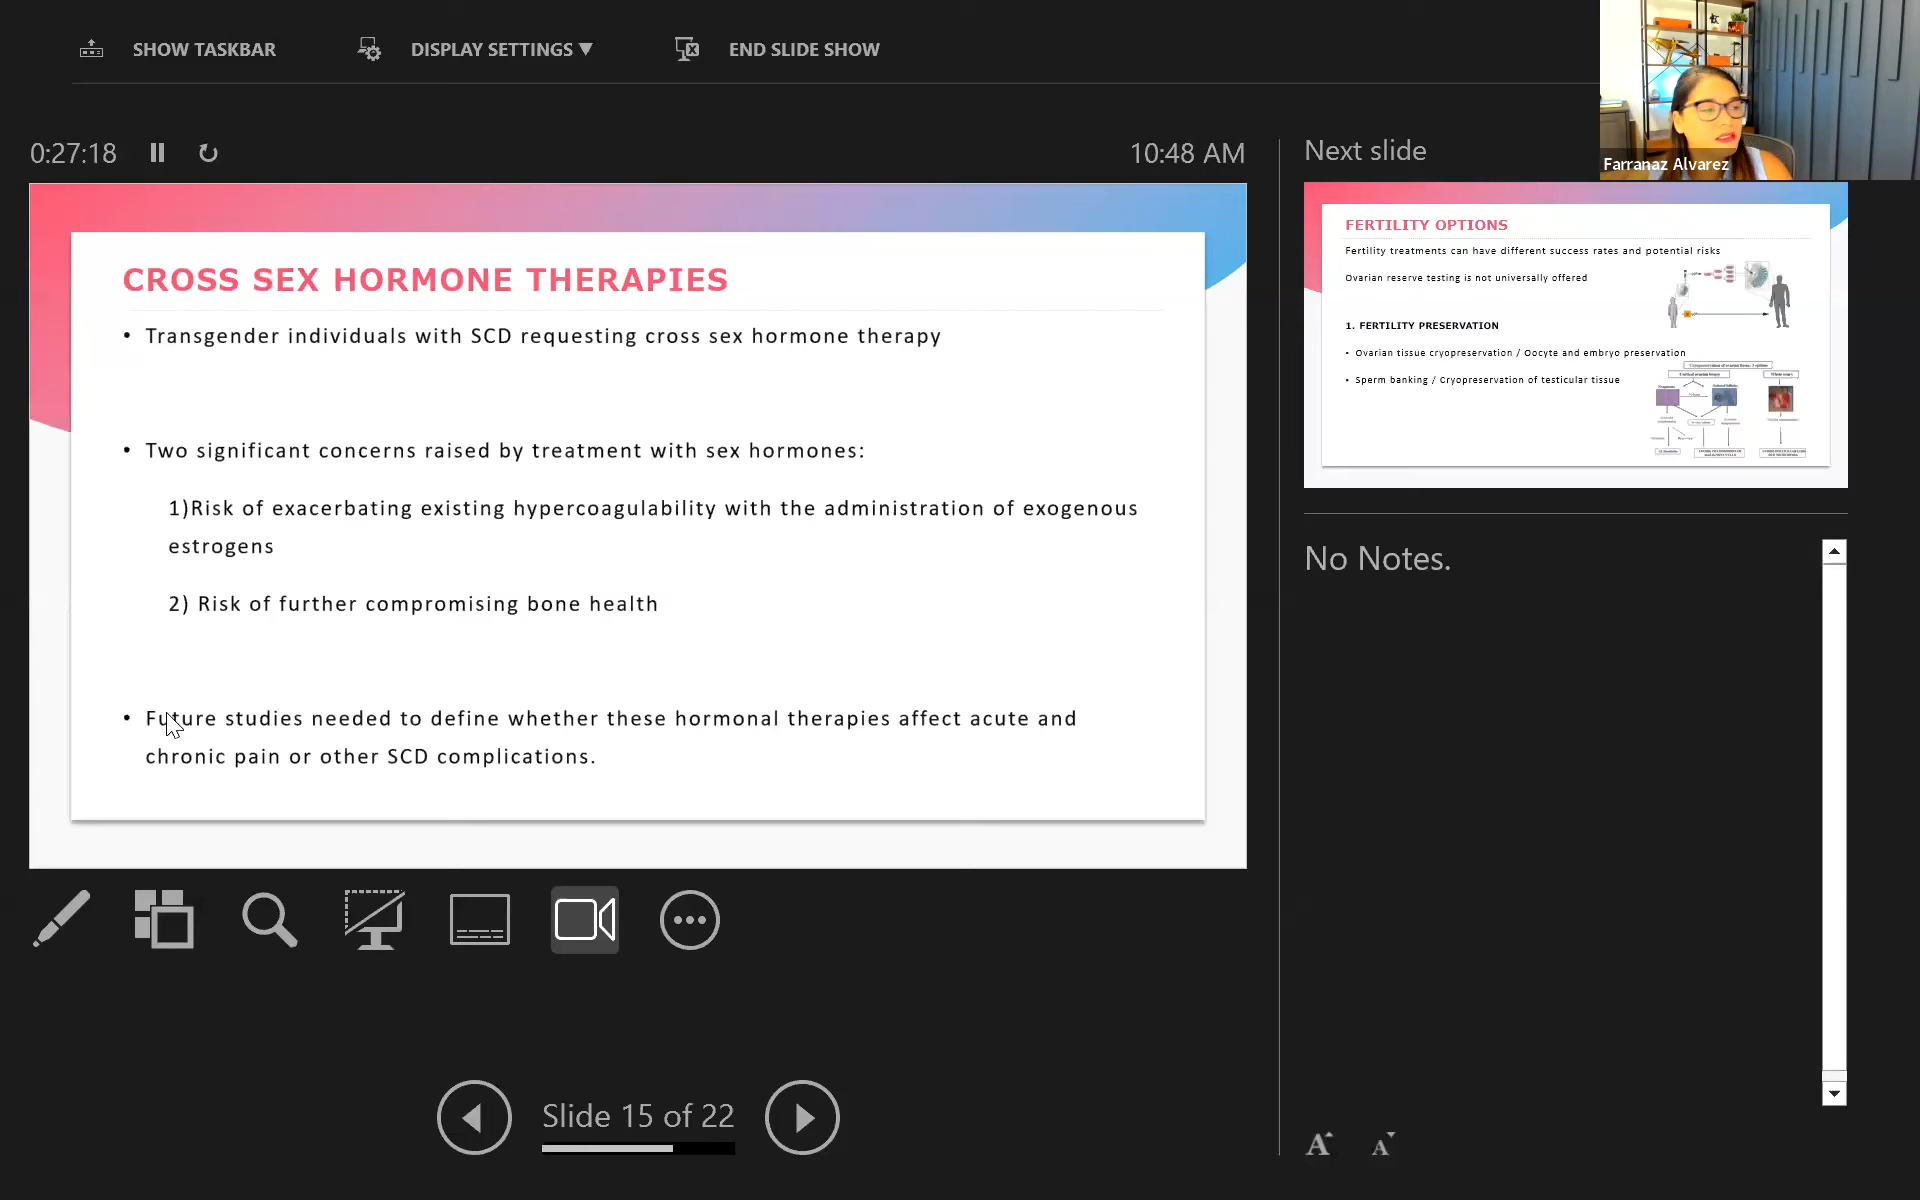 SHOW TASKBAR
DISPLAY SETTINGS ▼
END SLIDE SHOW
Farranaz Alvarez
0:27:18
10:48 AM
CROSS SEX HORMONE THERAPIES
• Transgender individuals with SCD requesting cross sex hormone therapy
• Two significant concerns raised by treatment with sex hormones:
1)Risk of exacerbating existing hypercoagulability with the administration of exogenous
estrogens
2) Risk of further compromising bone health
• Future studies needed to define whether these hormonal therapies affect acute and
chronic pain or other SCD complications.
Slide 15 of 22
Next slide
FERTILITY OPTIONS
Fertility treatments can have different success rates and potential risks
Ovarian reserve testing is not universally offered
1. FERTILITY PRESERVATION
• Ovarian tissue cryopreservation / Oocyte and embryo preservation
• Sperm banking / Cryopreservation of testicular tissue
No Notes.
A A